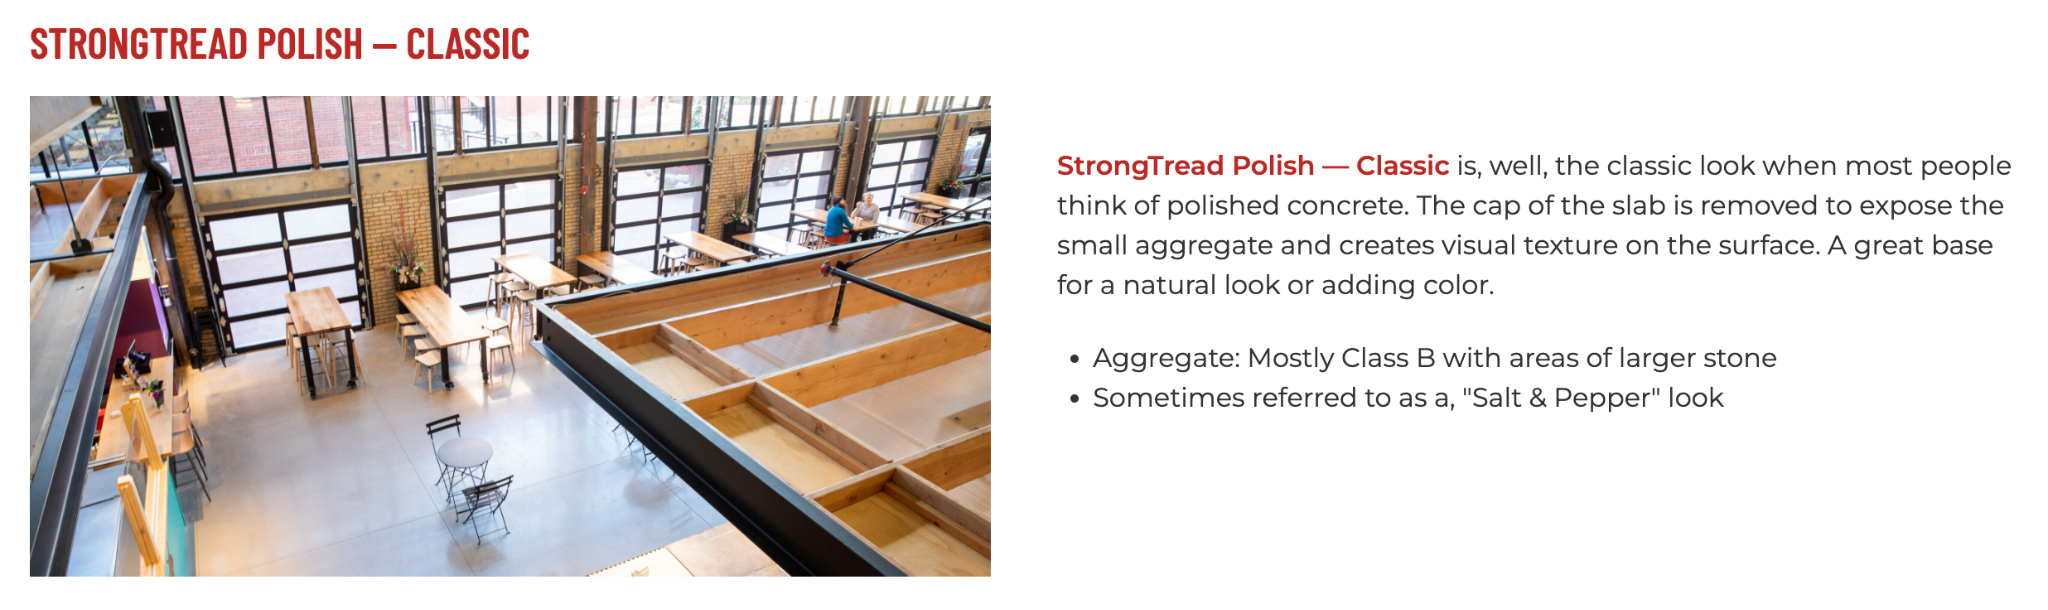 STRONGTREAD POLISH — CLASSIC
StrongTread Polish — Classic is, well, the classic look when most people
think of polished concrete. The cap of the slab is removed to expose the
small aggregate and creates visual texture on the surface. A great base
for a natural look or adding color.
• Aggregate: Mostly Class B with areas of larger stone
• Sometimes referred to as a, "Salt & Pepper" look